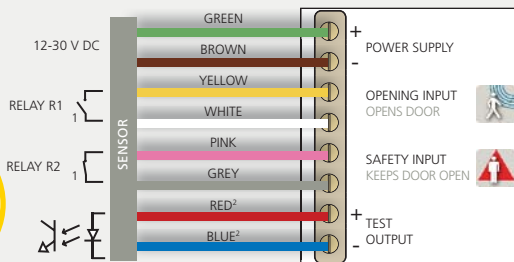 GREEN
12-30 V DC
+
POWER SUPPLY
BROWN
-
YELLOW
OPENING INPUT
OPENS DOOR
RELAY R1
1
WHITE
SENSOR
PINK
SAFETY INPUT
KEEPS DOOR OPEN
RELAY R2
1
GREY
RED²
+
TEST
OUTPUT
BLUE²
-